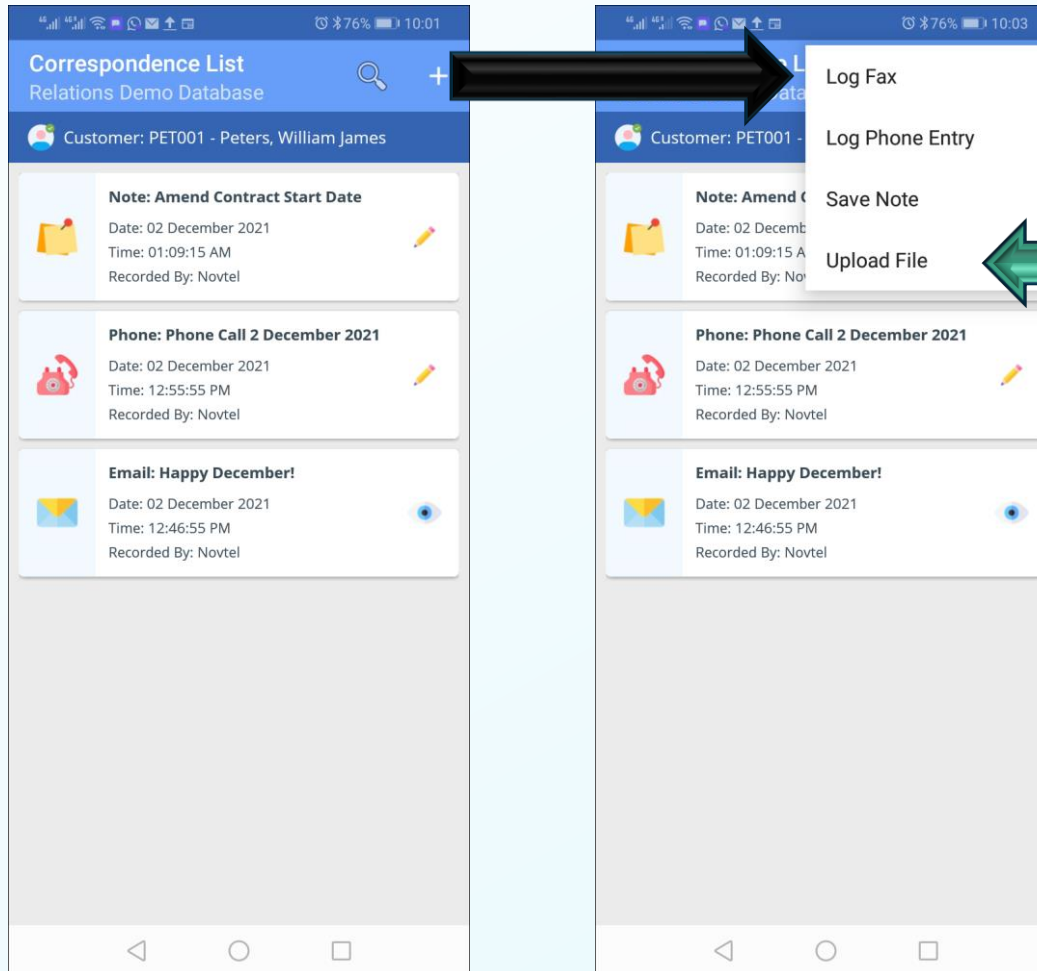 76% 10:01
Correspondence List
Relations Demo Database
+
Customer: PET001 - Peters, William James
Note: Amend Contract Start Date
Date: 02 December 2021
Time: 01:09:15 AM
Recorded By: Novtel
Phone: Phone Call 2 December 2021
Date: 02 December 2021
Time: 12:55:55 PM
Recorded By: Novtel
Email: Happy December!
Date: 02 December 2021
Time: 12:46:55 PM
Recorded By: Novtel
76% 10:03
Log Fax
Log Phone Entry
Save Note
Upload File
Customer: PET001 -
Note: Amend
Date: 02 Decemb
Time: 01:09:15 A
Recorded By: Nov
Phone: Phone Call 2 December 2021
Date: 02 December 2021
Time: 12:55:55 PM
Recorded By: Novtel
Email: Happy December!
Date: 02 December 2021
Time: 12:46:55 PM
Recorded By: Novtel